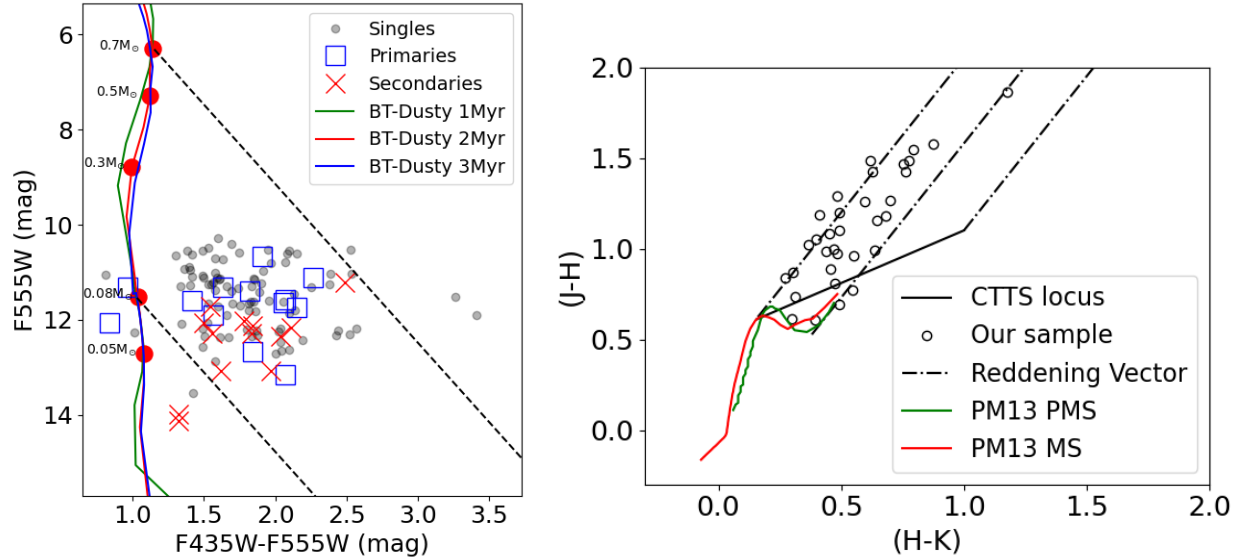 6
8
10
12
14
F555W (mag)
0.7M⊙
0.5M⊙
0.3M⊙
0.08M⊙
0.05M⊙
Singles
Primaries
Secondaries
BT-Dusty 1Myr
BT-Dusty 2Myr
BT-Dusty 3Myr
1.0 1.5 2.0 2.5 3.0 3.5
F435W-F555W (mag)
2.0
1.5
1.0
0.5
0.0
(J-H)
CTTS locus
Our sample
Reddening Vector
PM13 PMS
PM13 MS
0.0 0.5 1.0 1.5 2.0
(H-K)